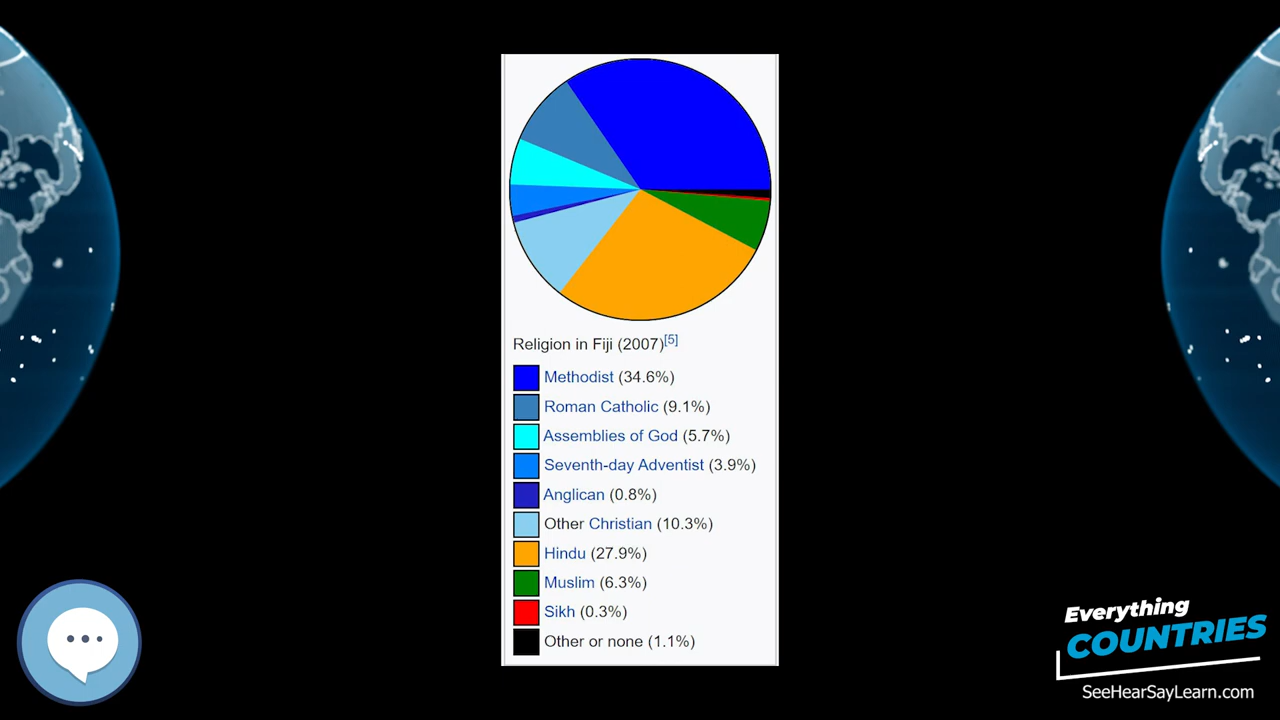 Religion in Fiji (2007)[5]
Methodist (34.6%)
Roman Catholic (9.1%)
Assemblies of God (5.7%)
Seventh-day Adventist (3.9%)
Anglican (0.8%)
Other Christian (10.3%)
Hindu (27.9%)
Muslim (6.3%)
Sikh (0.3%)
Other or none (1.1%)
Everything
COUNTRIES
SeeHearSayLearn.com